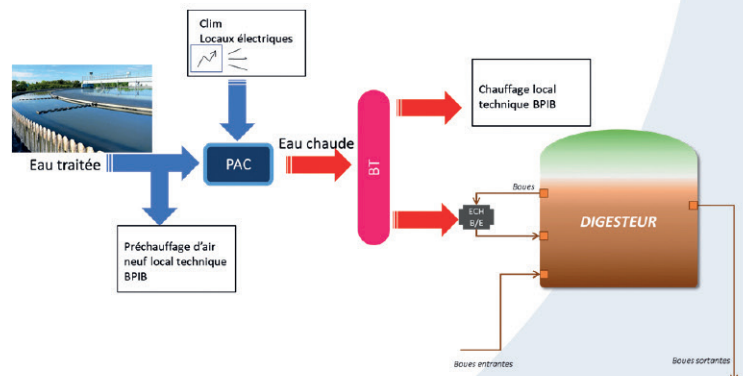 Clim
Locaux électriques
Eau traitée
PAC
Eau chaude
BT
Chauffage local
technique BPIB
Préchauffage d'air
neuf local technique
BPIB
Boues
ECH
B/E
DIGESTEUR
Boues entrantes
Boues sortantes